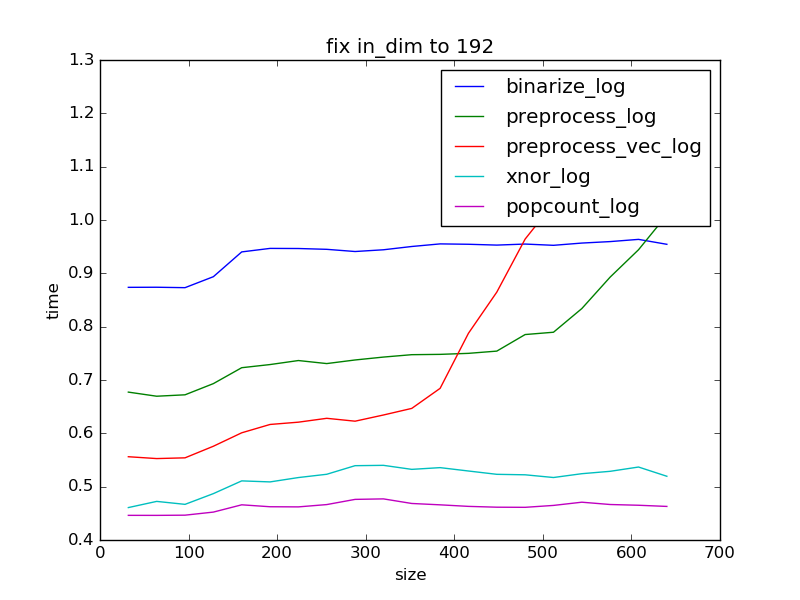 fix in_dim to 192
1.3
1.2
1.1
1.0
0.9
0.8
0.7
0.6
0.5
0.4
time
binarize_log
preprocess_log
preprocess_vec_log
xnor_log
popcount_log
0 100 200 300 400 500 600 700
size